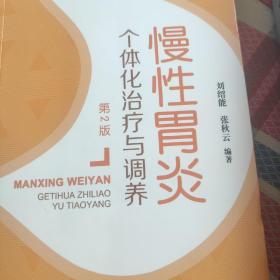 慢性胃炎
个体化治疗与调养
第2版
刘绍能 张秋云 编著
MANXING WEIYAN
GETIHUA ZHILIAO
YU TIAOYANG